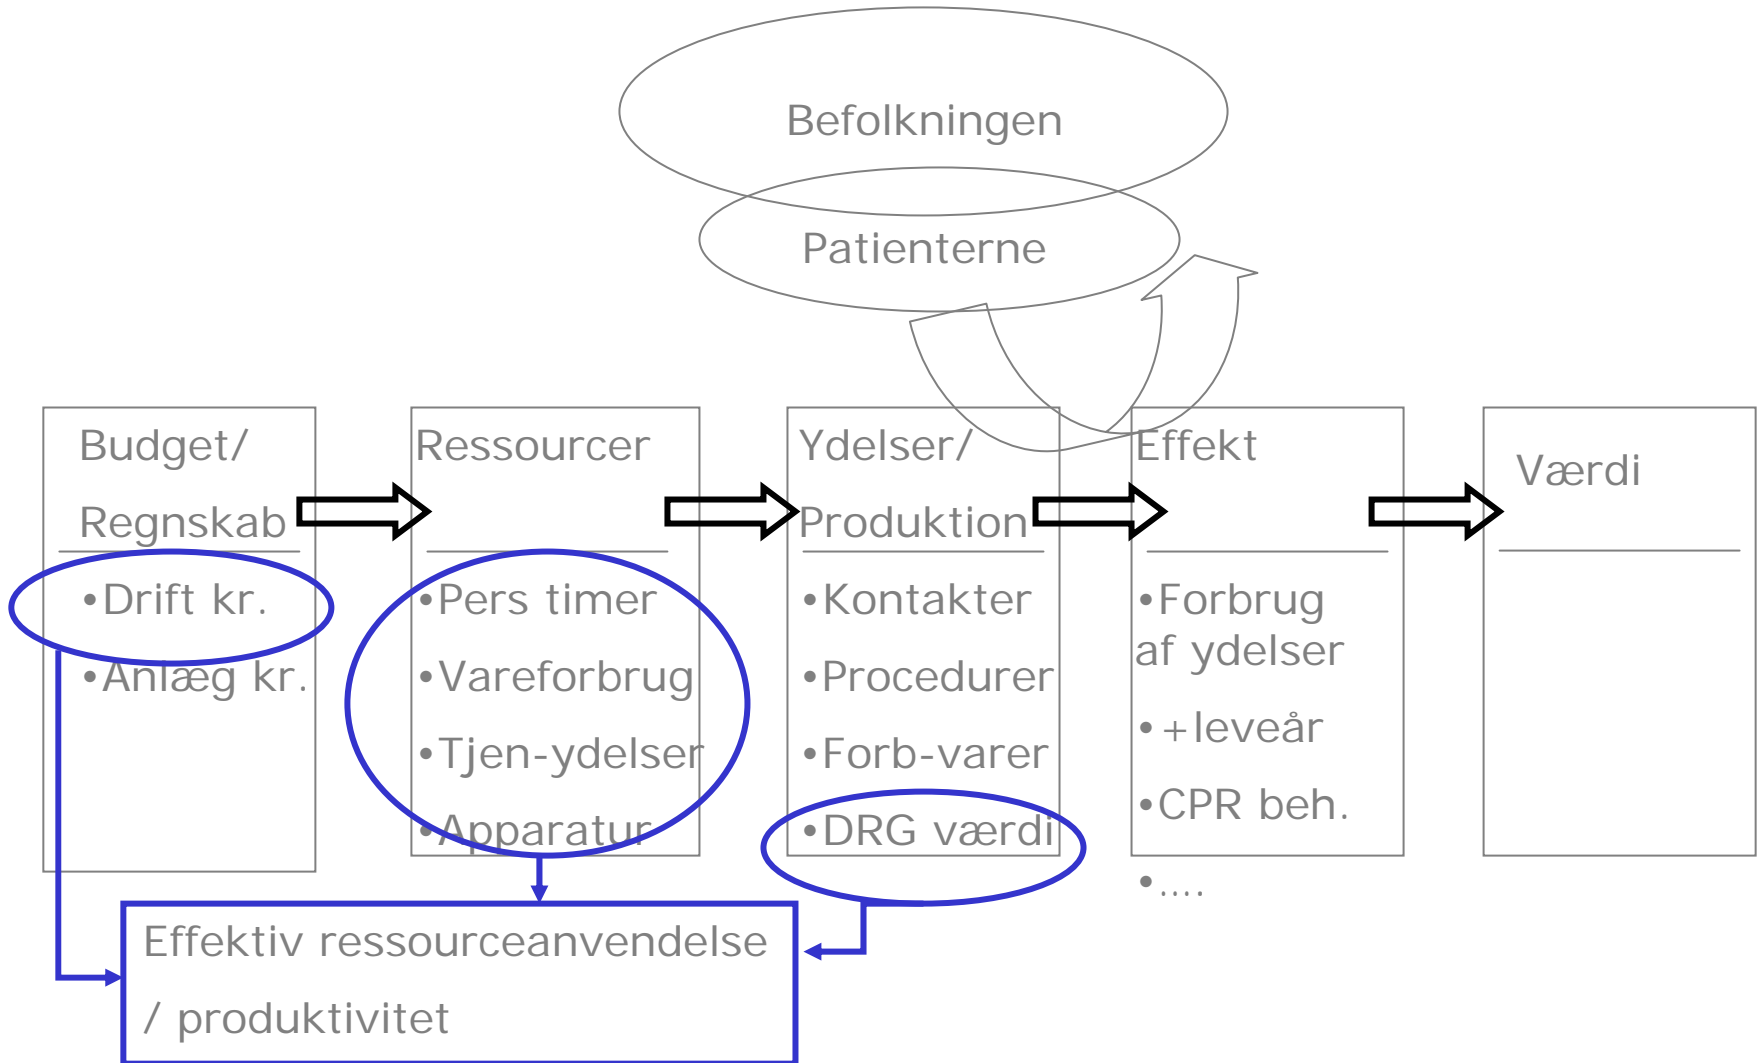 Befolkningen
Patienterne
Budget/
Regnskab
•Drift kr.
•Anlæg kr.
Ressourcer
•Pers timer
•Vareforbrug
•Tjen-ydelser
•Apparatur
Ydelser/
Produktion
•Kontakter
•Procedurer
•Forb-varer
•DRG værdi
Effekt
•Forbrug
af ydelser
•+leveår
•CPR beh.
•....
Værdi
Effektiv ressourceanvendelse
/ produktivitet